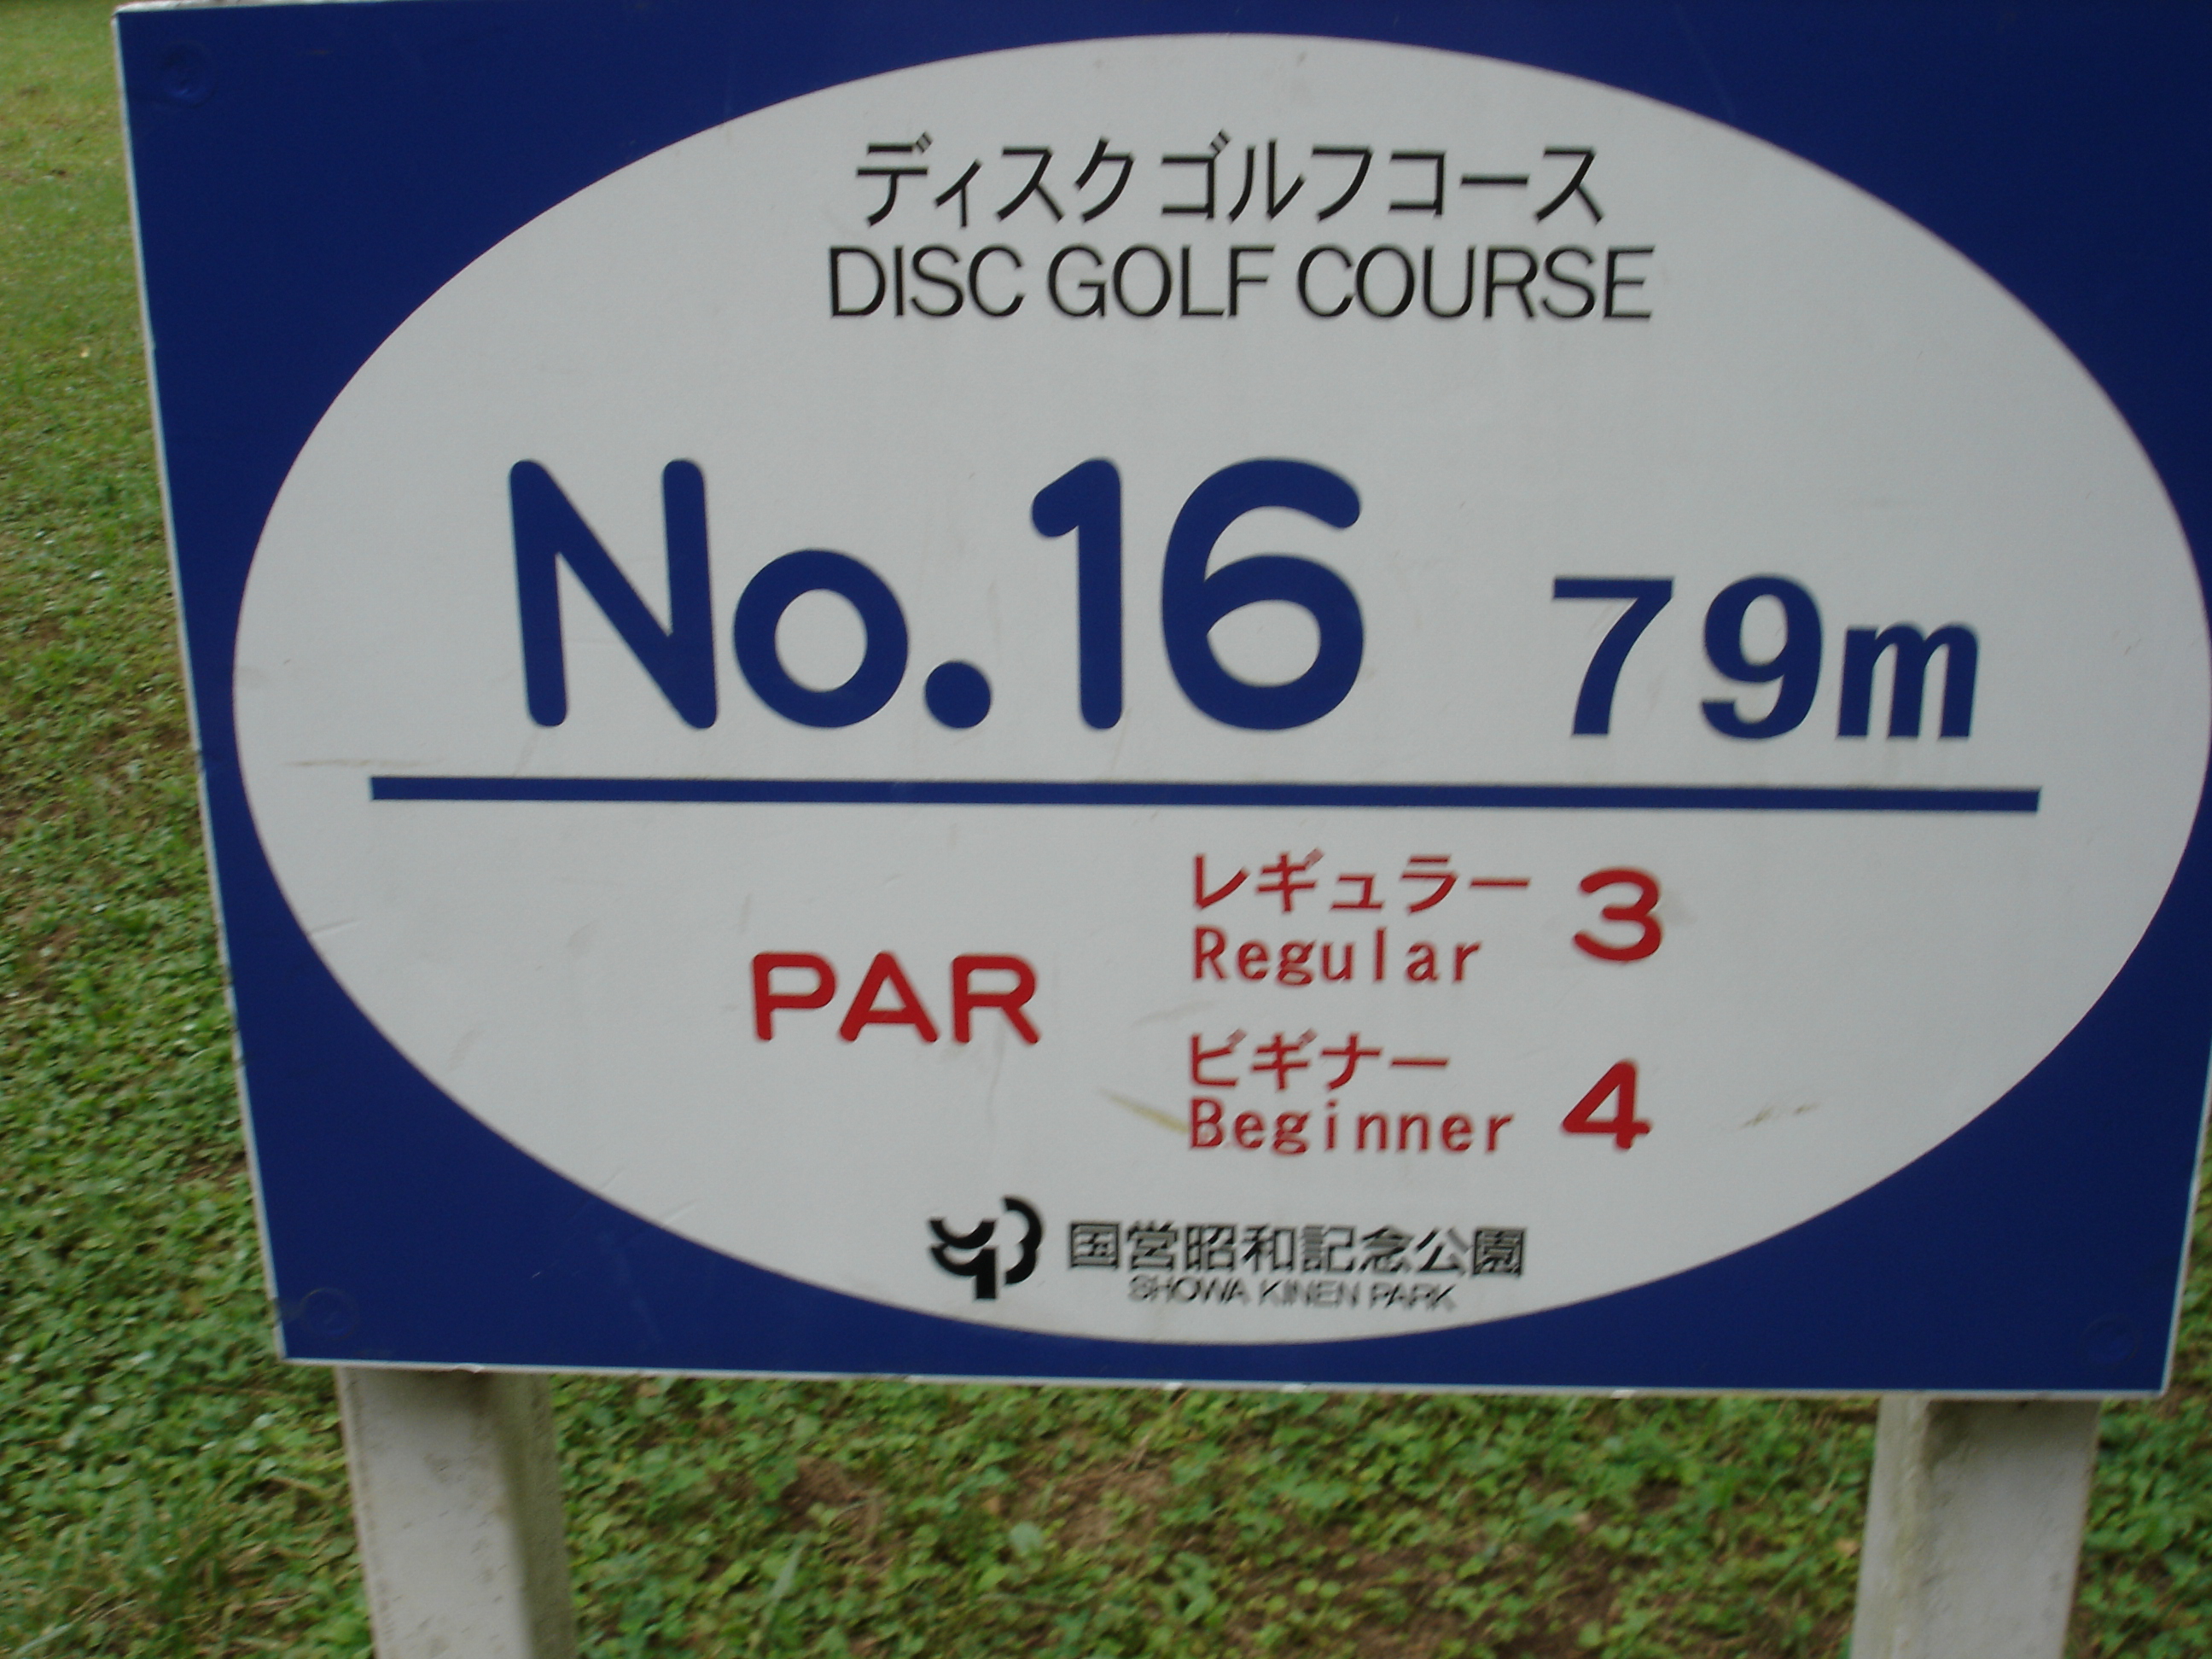 ディスクゴルフコース
DISC GOLF COURSE
No.16 79m
PAR
レギュラー 3
Regular
ビギナー 4
Beginner
国営昭和記念公園
SHOWA KINEN PARK